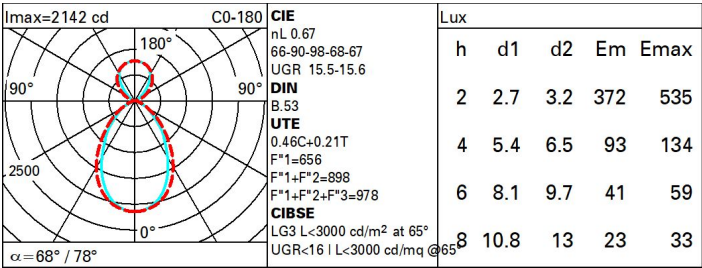 Imax=2142 cd C0-180
180°
90° 90°
2500
0°
α=68° / 78°
CIE
nL 0.67
66-90-98-68-67
UGR 15.5-15.6
DIN
B.53
UTE
0.46C+0.21T
F"1=656
F"1+F"2=898
F"1+F"2+F"3=978
CIBSE
LG3 L<3000 cd/m² at 65°
UGR<16 | L<3000 cd/mq @65°
Lux
h d1 d2 Em Emax
2 2.7 3.2 372 535
4 5.4 6.5 93 134
6 8.1 9.7 41 59
8 10.8 13 23 33